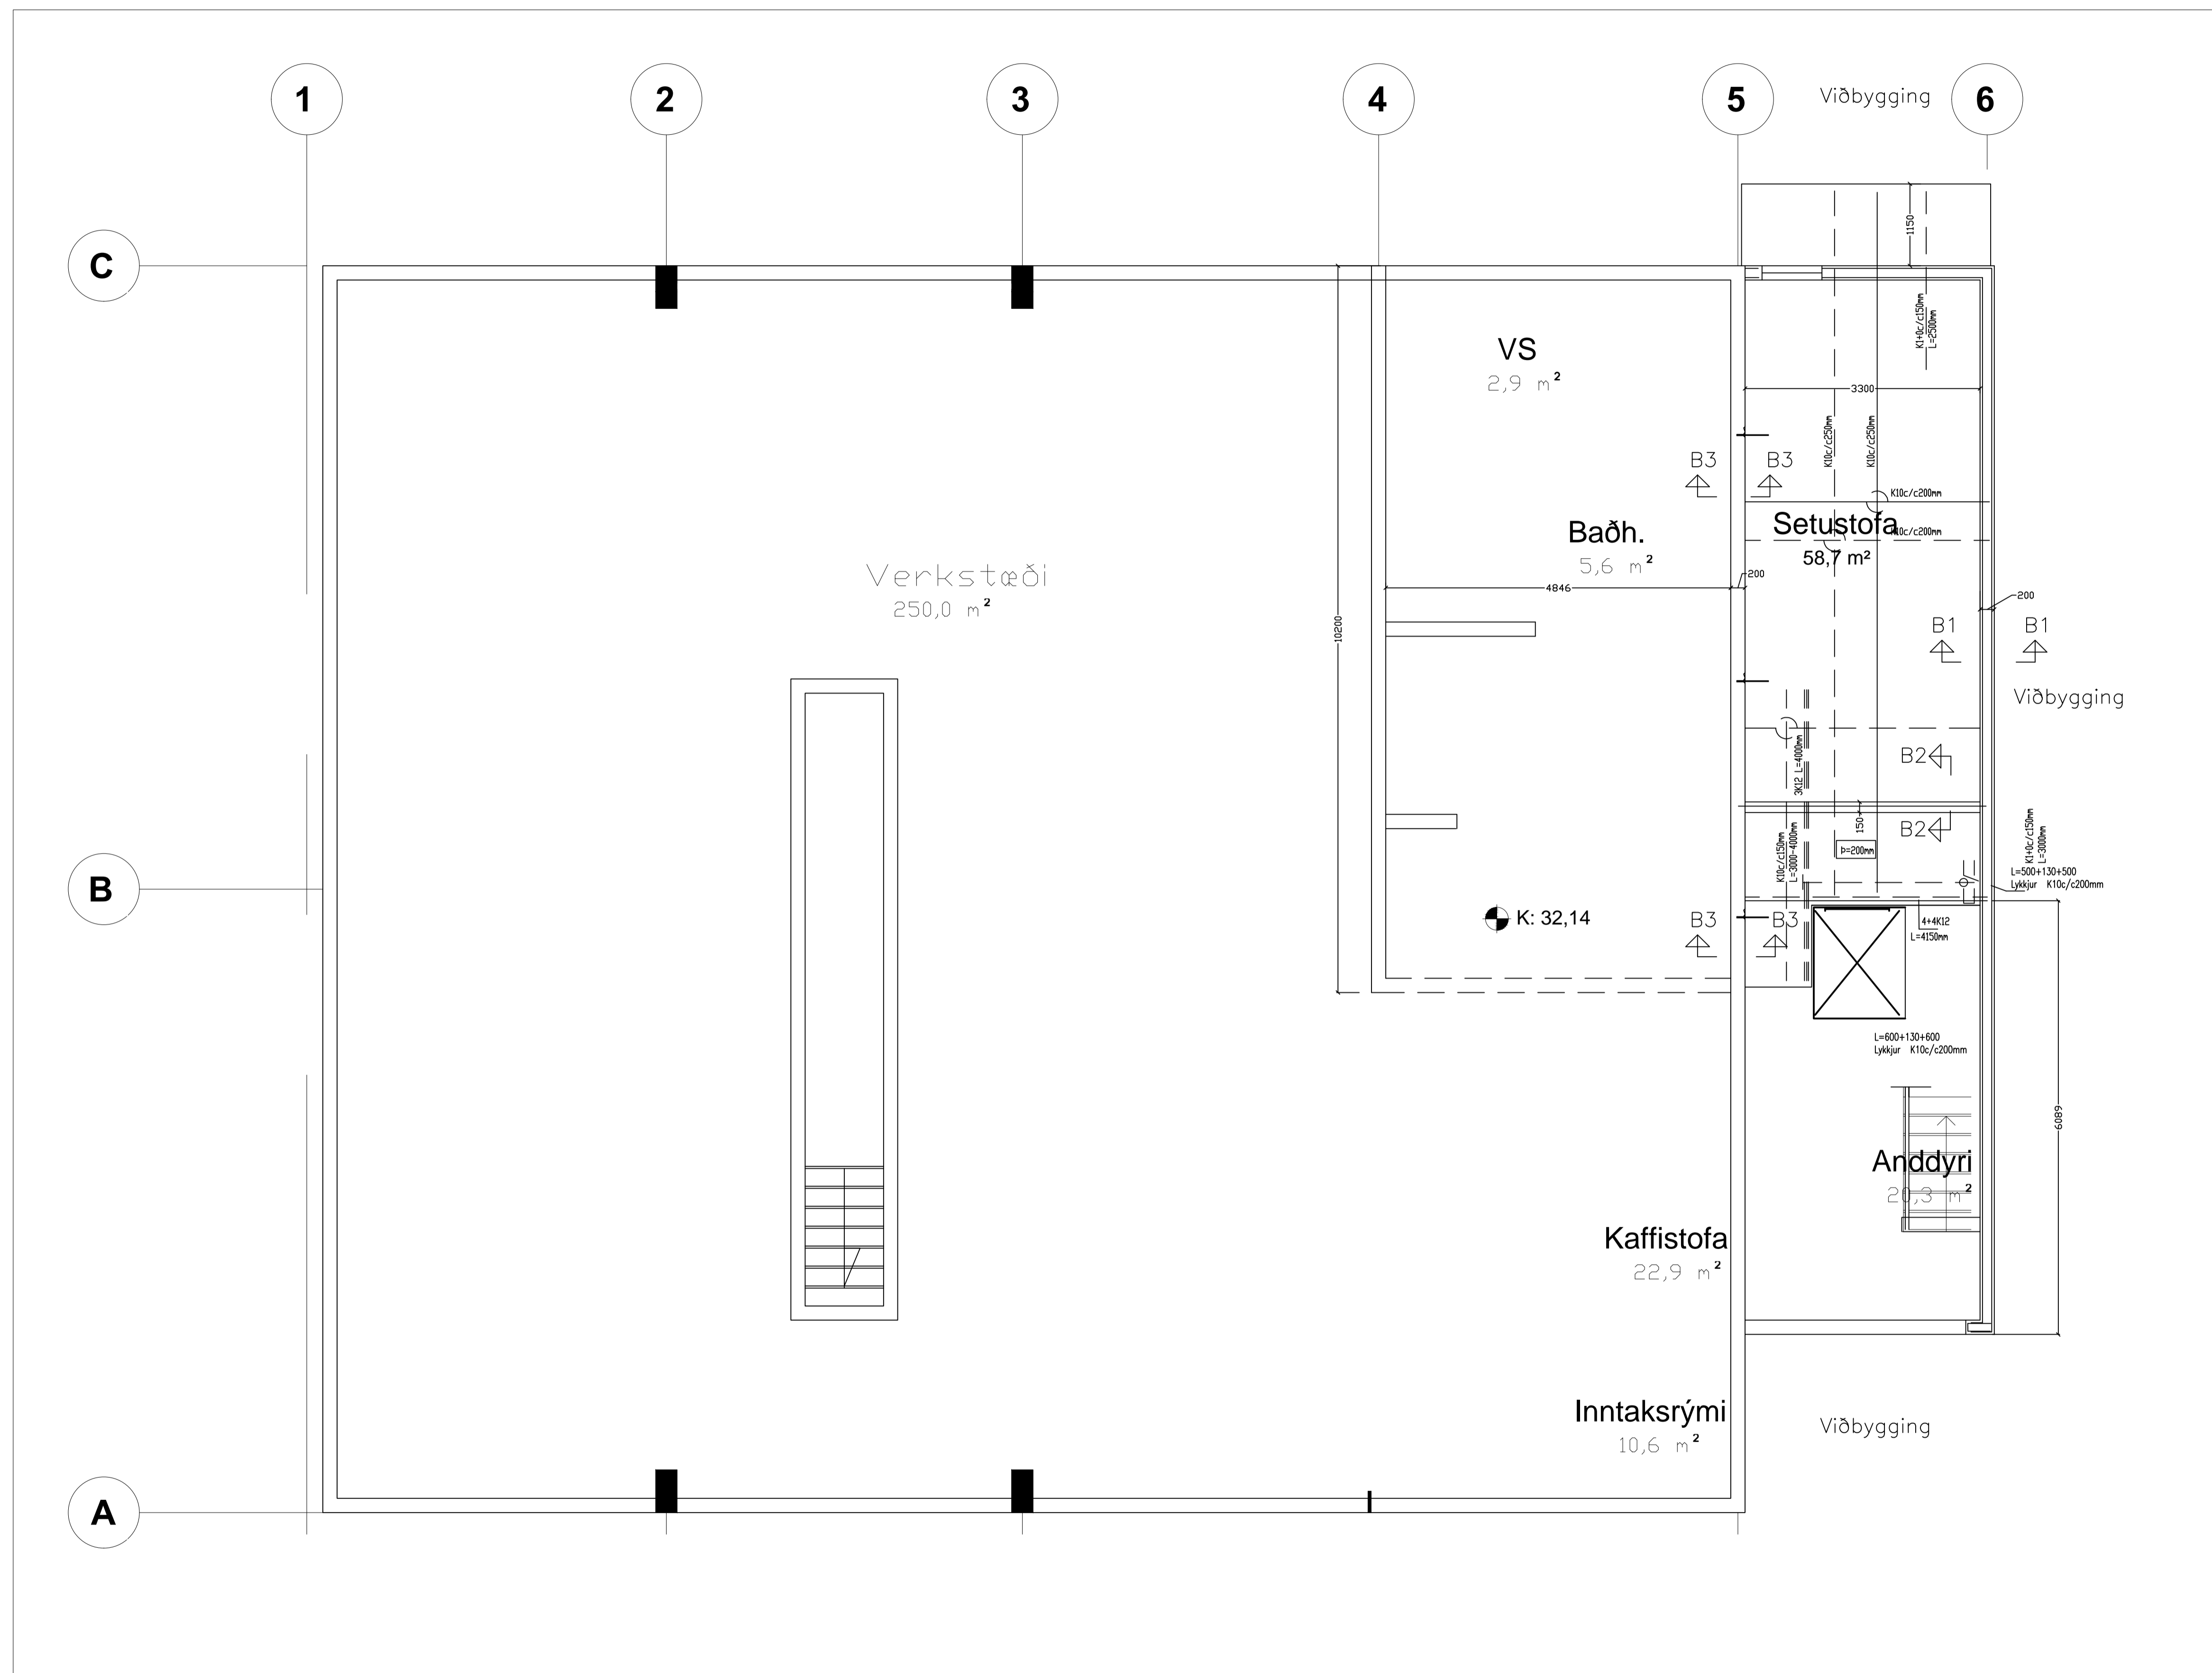 1
2
3
4
5
Viðbygging
6
C
1150
K1+0c/c150mm
L=2500mm
VS
2,9 m²
3300
K10c/c250mm
K10c/c250mm
B3
B3
K10c/c200mm
Setustofa
K10c/c200mm
58,7 m²
Baðh.
5,6 m²
Verkstæði
250,0 m²
4846
200
200
10200
B1
B1
Viðbygging
B2
3K12 L=4000mm
B2
150
K10c/c150mm
L=3000-4000mm
Þ=200mm
K1+0c/c150mm
L=3000mm
L=500+130+500
Lykkjur K10c/c200mm
B
K: 32,14
B3
B3
4+4K12
L=4150mm
L=600+130+600
Lykkjur K10c/c200mm
6089
Anddyri
20,3 m²
Kaffistofa
22,9 m²
Inntaksrými
10,6 m²
Viðbygging
A